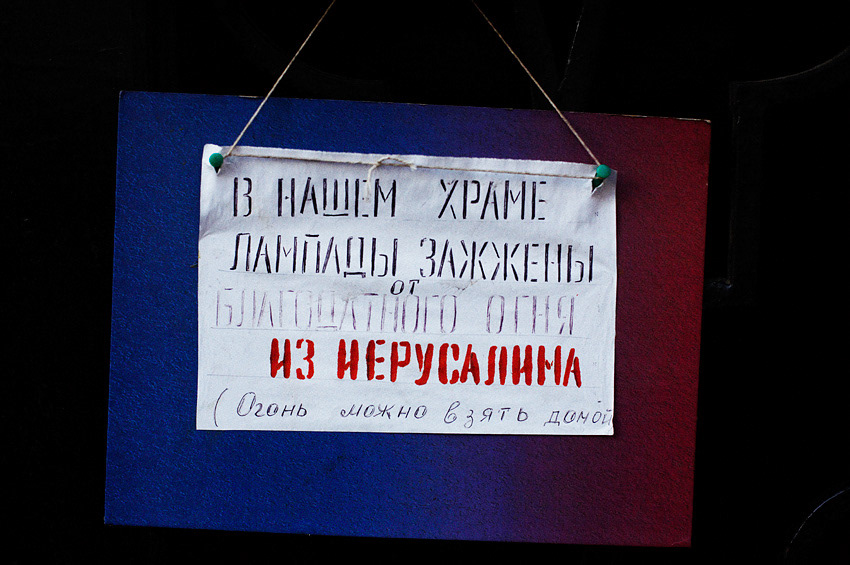 В НАШЕМ ХРАМЕ
ЛАМПАДЫ ЗАЖЖЕНЫ
от
БЛАГОДАТНОГО ОГНЯ
ИЗ ИЕРУСАЛИМА
(Огонь можно взять домой